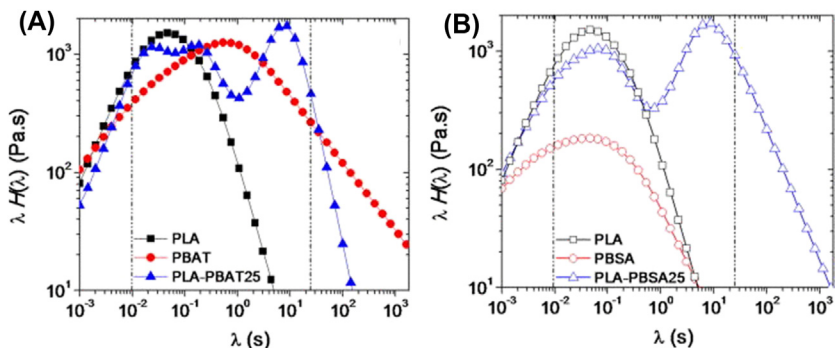 (A)
10³
10²
10¹
λ H(λ) (Pa.s)
PLA
PBAT
PLA-PBAT25
10⁻³ 10⁻² 10⁻¹ 10⁰ 10¹ 10² 10³
λ (s)
(B)
10³
10²
10¹
λ H(λ) (Pa.s)
PLA
PBSA
PLA-PBSA25
10⁻³ 10⁻² 10⁻¹ 10⁰ 10¹ 10² 10³
λ (s)